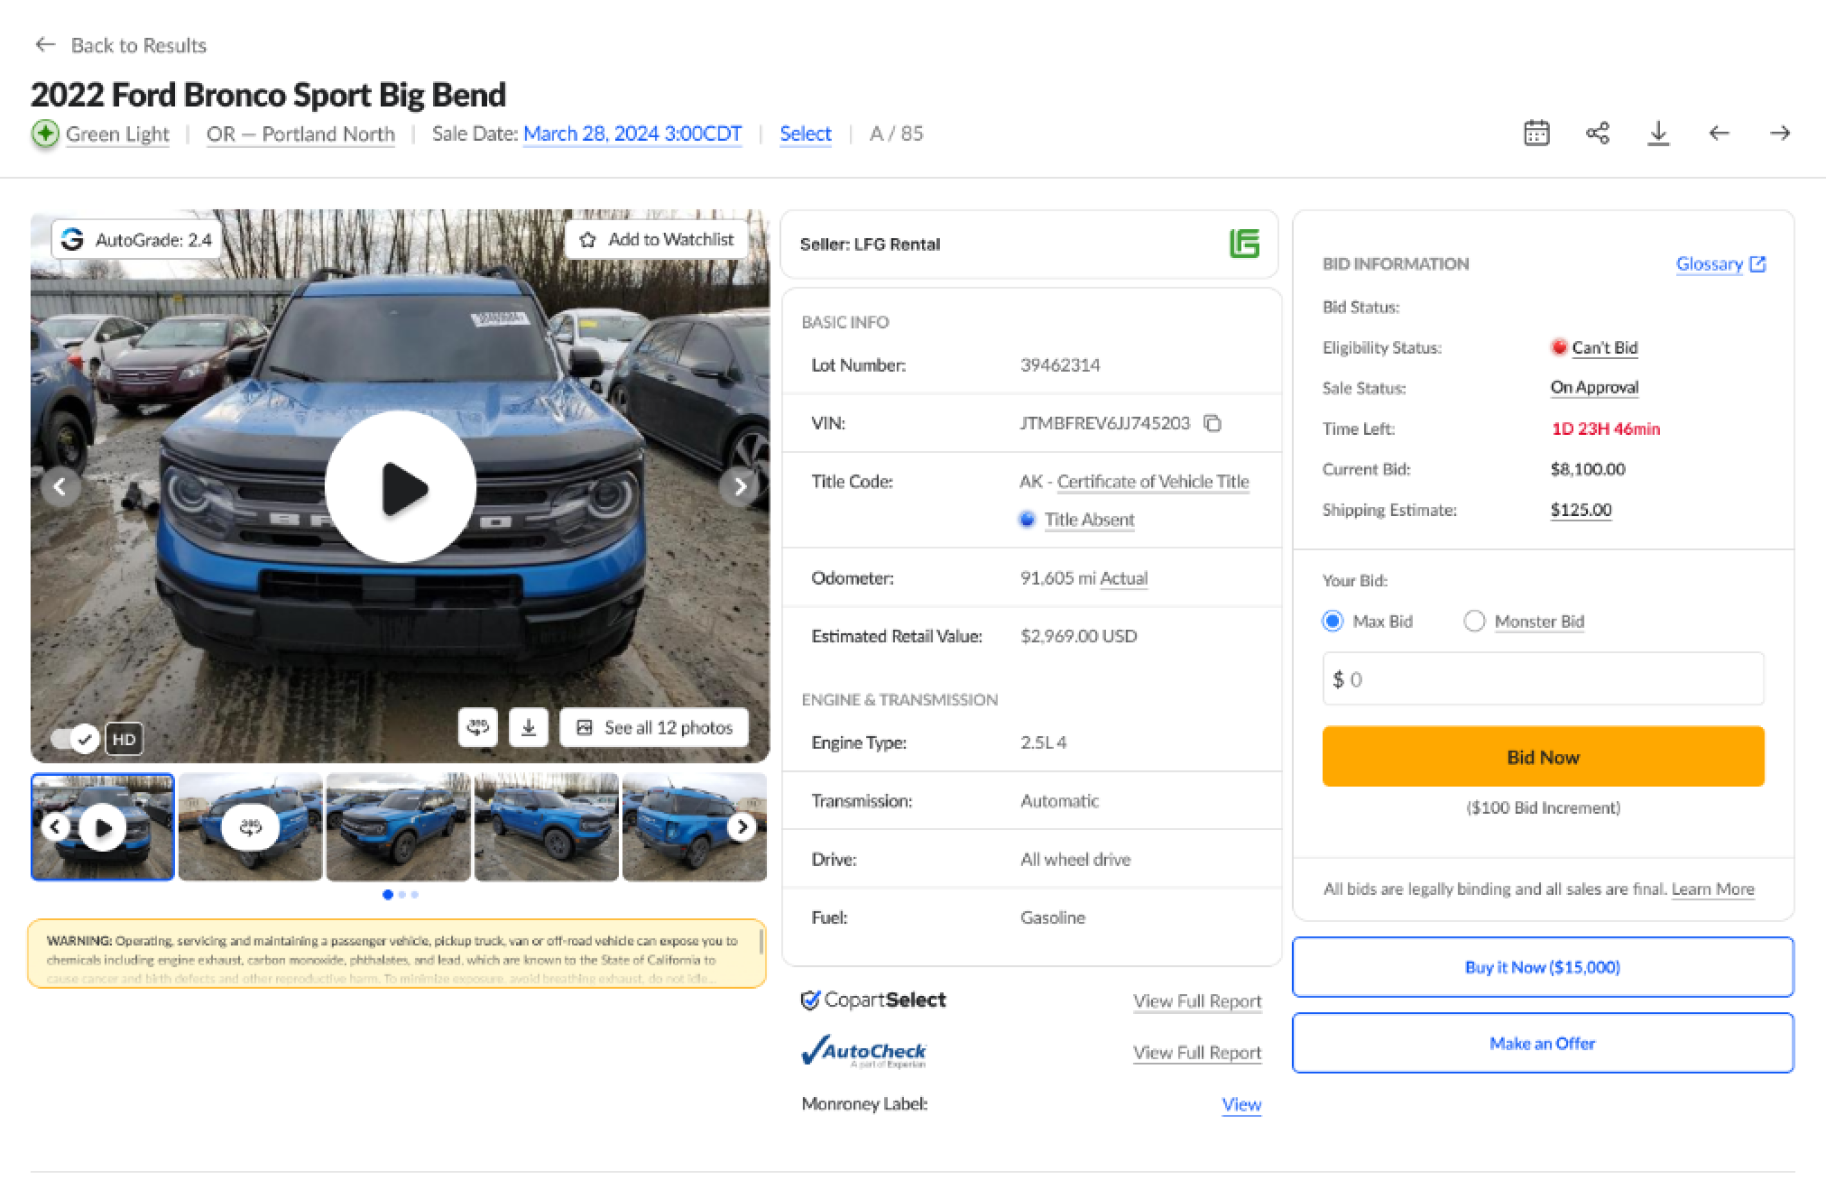 Back to Results
2022 Ford Bronco Sport Big Bend
Green Light | OR – Portland North | Sale Date: March 28, 2024 3:00CDT | Select | A / 85
AutoGrade: 2.4
Add to Watchlist
HD
360
See all 12 photos
360
WARNING: Operating, servicing and maintaining a passenger vehicle, pickup truck, van or off-road vehicle can expose you to
chemicals including engine exhaust, carbon monoxide, phthalates, and lead, which are known to the State of California to
cause cancer and birth defects and other reproductive harm. To minimize exposure, avoid breathing exhaust, do not idle...
Seller: LFG Rental
BASIC INFO
Lot Number: 39462314
VIN: JTMBFREV6JJ745203
Title Code: AK - Certificate of Vehicle Title
Title Absent
Odometer: 91,605 mi Actual
Estimated Retail Value: $2,969.00 USD
ENGINE & TRANSMISSION
Engine Type: 2.5L 4
Transmission: Automatic
Drive: All wheel drive
Fuel: Gasoline
CopartSelect View Full Report
AutoCheck View Full Report
A part of Experian
Monroney Label: View
BID INFORMATION Glossary
Bid Status:
Eligibility Status: Can't Bid
Sale Status: On Approval
Time Left: 1D 23H 46min
Current Bid: $8,100.00
Shipping Estimate: $125.00
Your Bid:
Max Bid Monster Bid
$ 0
Bid Now
($100 Bid Increment)
All bids are legally binding and all sales are final. Learn More
Buy it Now ($15,000)
Make an Offer